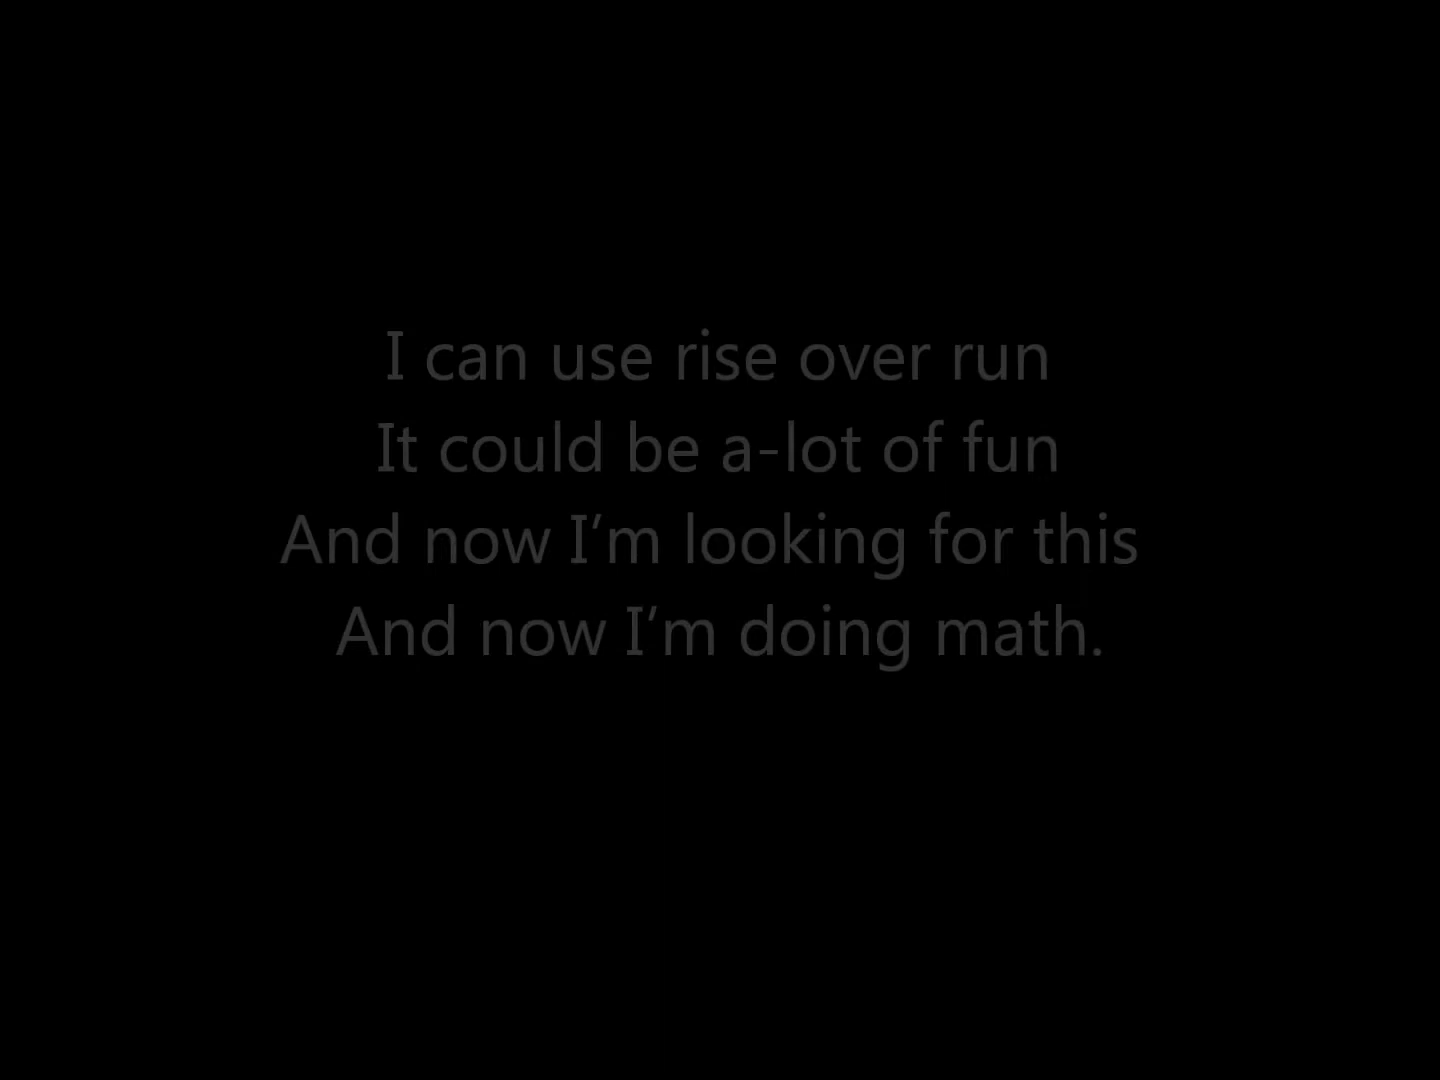 I can use rise over run
It could be a-lot of fun
And now I’m looking for this
And now I’m doing math.